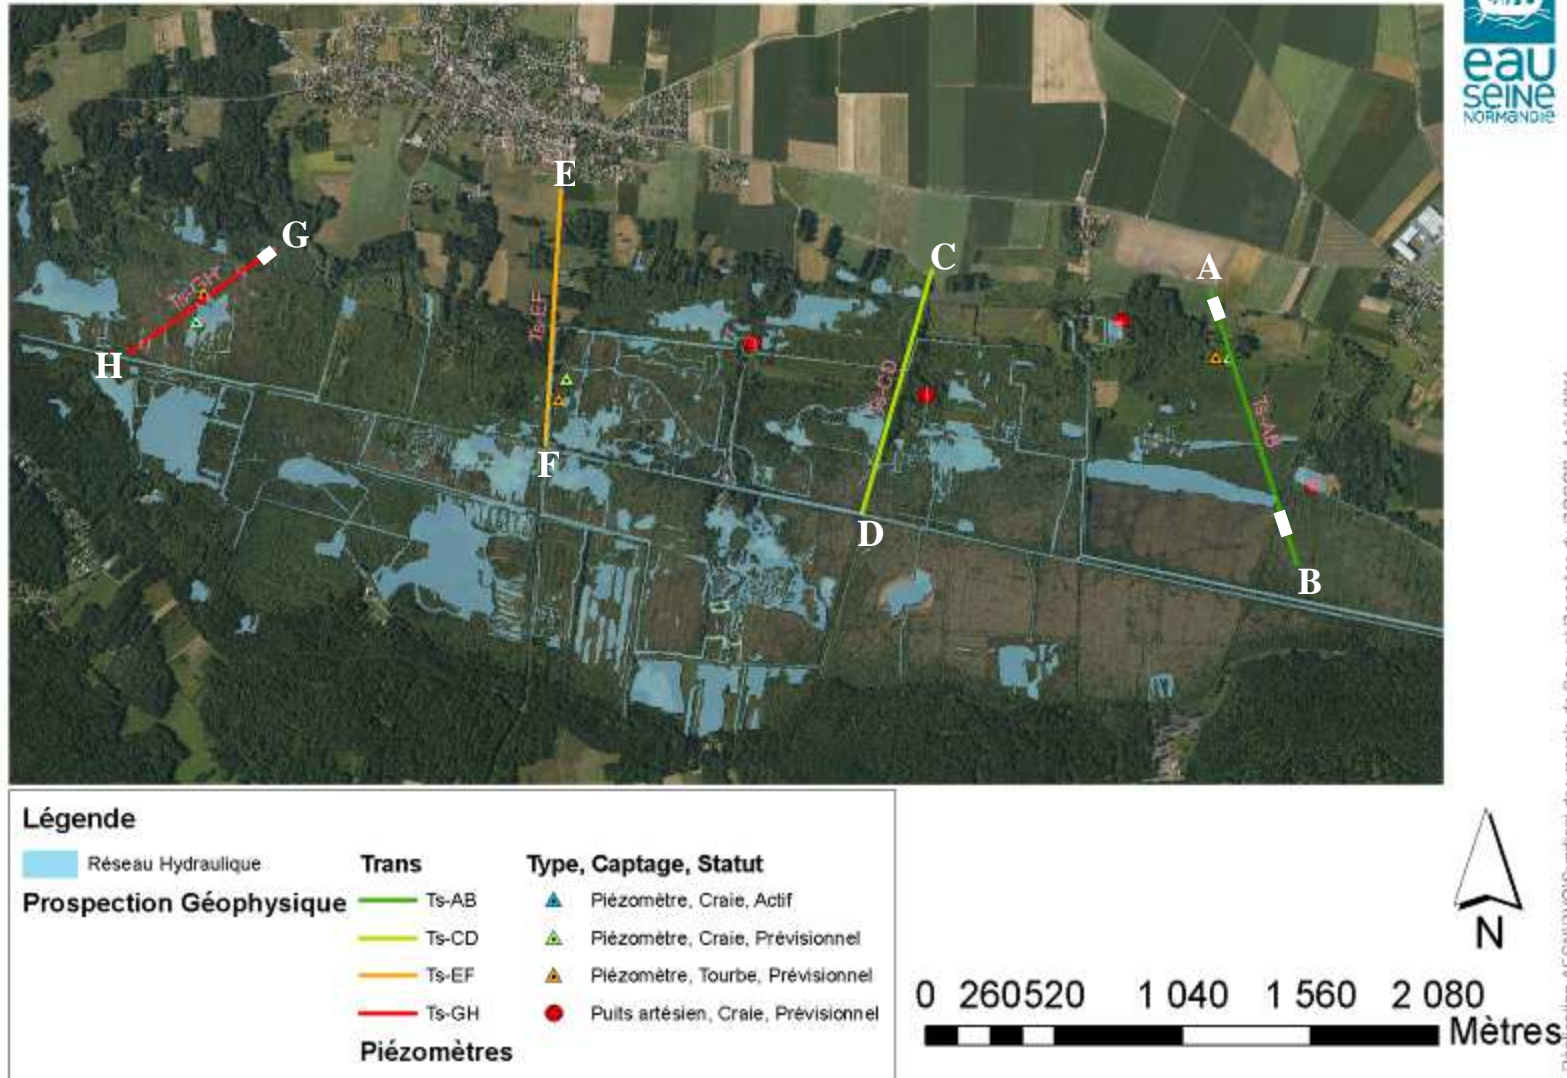 eau
seine
NORMANDIE
E
G
C
A
Ts-GH
Ts-EF
Ts-CD
Ts-AB
H
F
D
B
Légende
Réseau Hydraulique
Prospection Géophysique
Trans
Ts-AB
Ts-CD
Ts-EF
Ts-GH
Piézomètres
Type, Captage, Statut
Piézomètre, Craie, Actif
Piézomètre, Craie, Prévisionnel
Piézomètre, Tourbe, Prévisionnel
Puits artésien, Craie, Prévisionnel
N
0 260520 1 040 1 560 2 080
Mètres